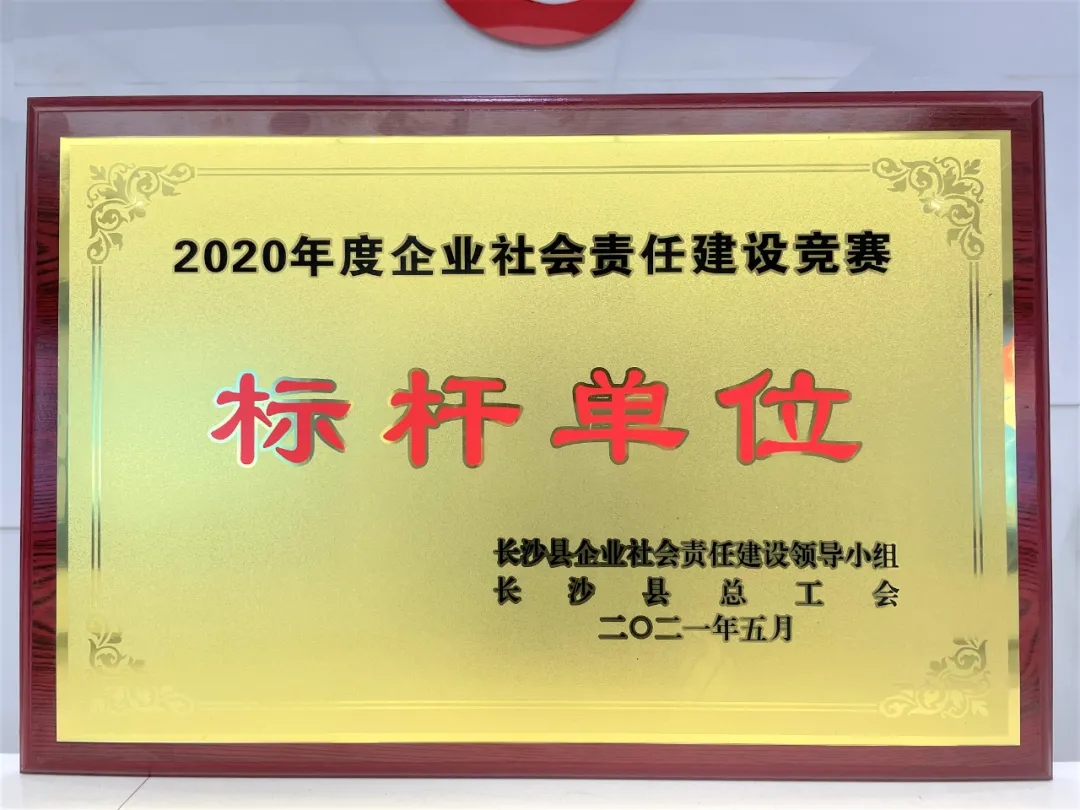 2020年度企业社会责任建设竞赛
标杆单位
长沙县企业社会责任建设领导小组
长沙县总工会
二〇二一年五月